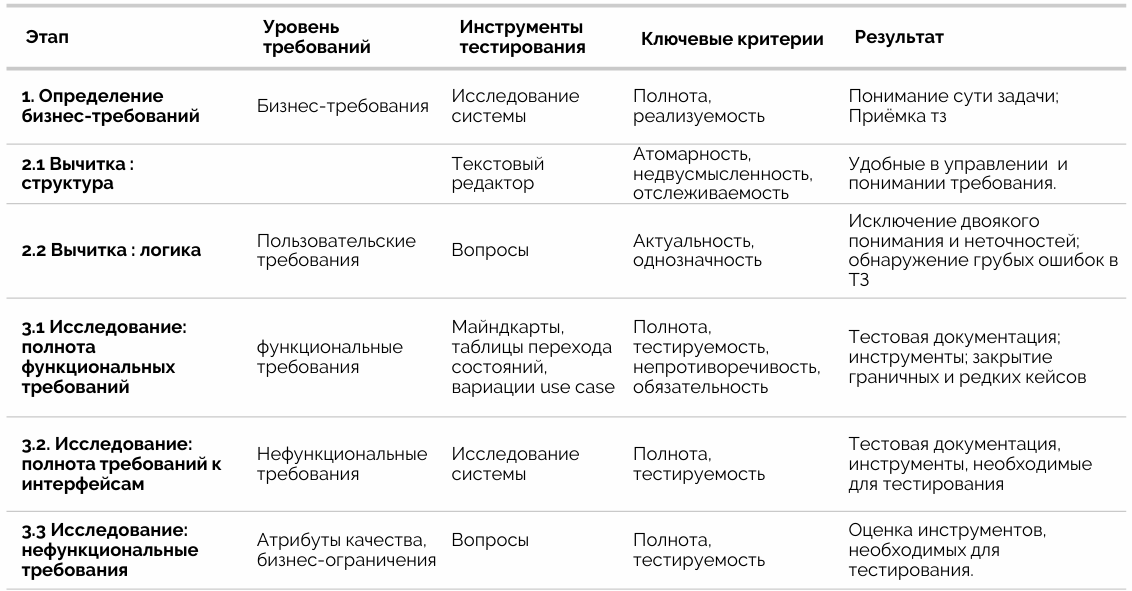 Этап
Уровень
требований
Инструменты
тестирования
Ключевые критерии
Результат
1. Определение
бизнес-требований
Бизнес-требования
Исследование
системы
Полнота,
реализуемость
Понимание сути задачи;
Приёмка тз
2.1 Вычитка :
структура
Текстовый
редактор
Атомарность,
недвусмысленность,
отслеживаемость
Удобные в управлении и
понимании требования.
2.2 Вычитка : логика
Пользовательские
требования
Вопросы
Актуальность,
однозначность
Исключение двоякого
понимания и неточностей;
обнаружение грубых ошибок в
ТЗ
3.1 Исследование:
полнота
функциональных
требований
функциональные
требования
Майндкарты,
таблицы перехода
состояний,
вариации use case
Полнота,
тестируемость,
непротиворечивость,
обязательность
Тестовая документация;
инструменты; закрытие
граничных и редких кейсов
3.2. Исследование:
полнота требований к
интерфейсам
Нефункциональные
требования
Исследование
системы
Полнота,
тестируемость
Тестовая документация,
инструменты, необходимые
для тестирования
3.3 Исследование:
нефункциональные
требования
Атрибуты качества,
бизнес-ограничения
Вопросы
Полнота,
тестируемость
Оценка инструментов,
необходимых для
тестирования.